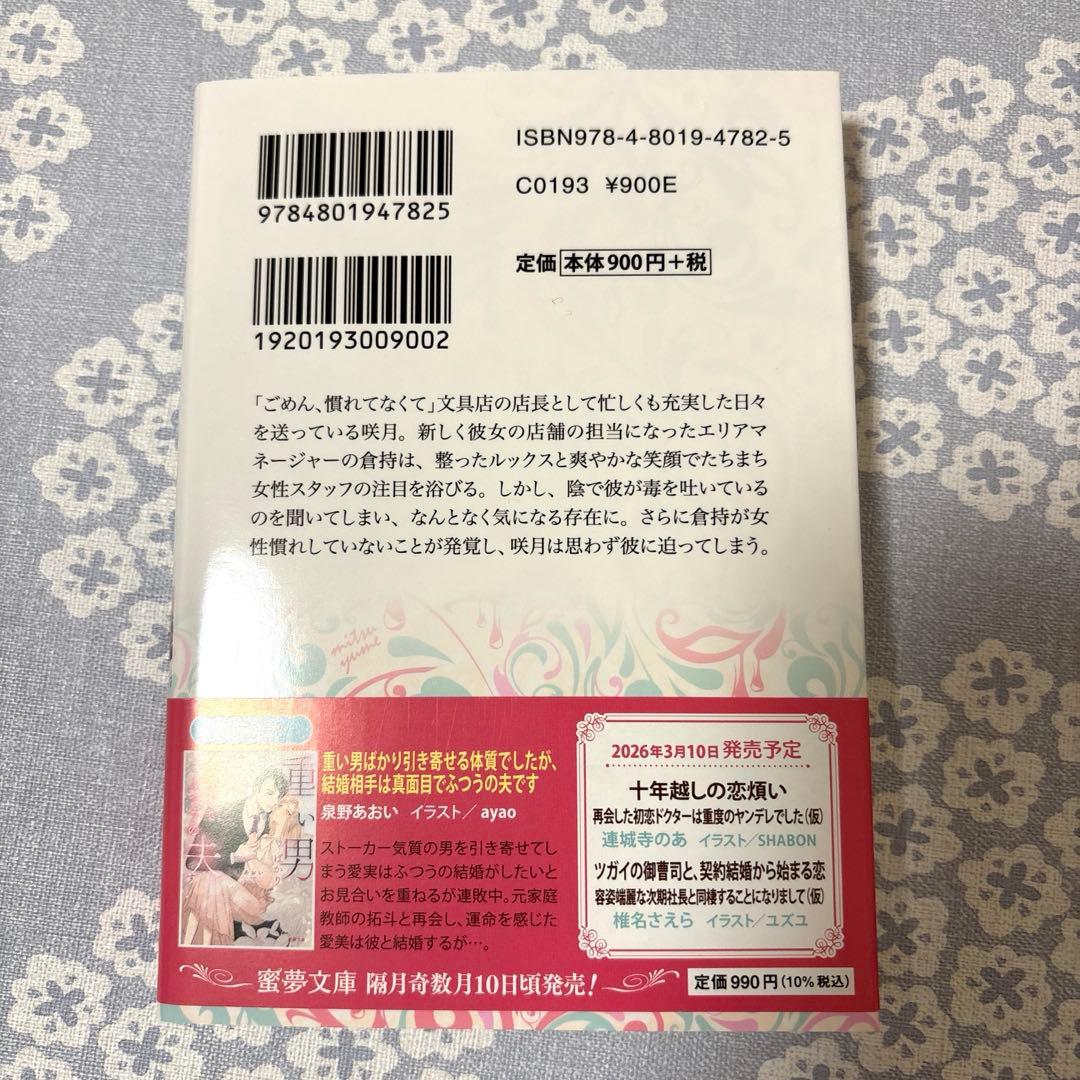 ISBN978-4-8019-4782-5
C0193 ¥900E
9784801947825
定価 本体900円+税
1920193009002
「ごめん、慣れてなくて」文具店の店長として忙しくも充実した日々
を送っている咲月。新しく彼女の店舗の担当になったエリアマ
ネージャーの倉持は、整ったルックスと爽やかな笑顔でたちまち
女性スタッフの注目を浴びる。しかし、陰で彼が毒を吐いている
のを聞いてしまい、なんとなく気になる存在に。さらに倉持が女
性慣れしていないことが発覚し、咲月は思わず彼に迫ってしまう。
mitsu
yume
重い男
夫
重い男ばかり引き寄せる体質でしたが、
結婚相手は真面目でふつうの夫です
泉野あおい イラスト/ayao
ストーカー気質の男を引き寄せてし
まう愛実はふつうの結婚がしたいと
お見合いを重ねるが連敗中。元家庭
教師の拓斗と再会し、運命を感じた
愛美は彼と結婚するが…。
2026年3月10日 発売予定
十年越しの恋煩い
再会した初恋ドクターは重度のヤンデレでした(仮)
連城寺のあ イラスト/SHABON
ツガイの御曹司と、契約結婚から始まる恋
容姿端麗な次期社長と同棲することになりまして(仮)
椎名さえら イラスト/ユズユ
蜜夢文庫 隔月奇数月10日頃発売!
定価990円(10%税込)